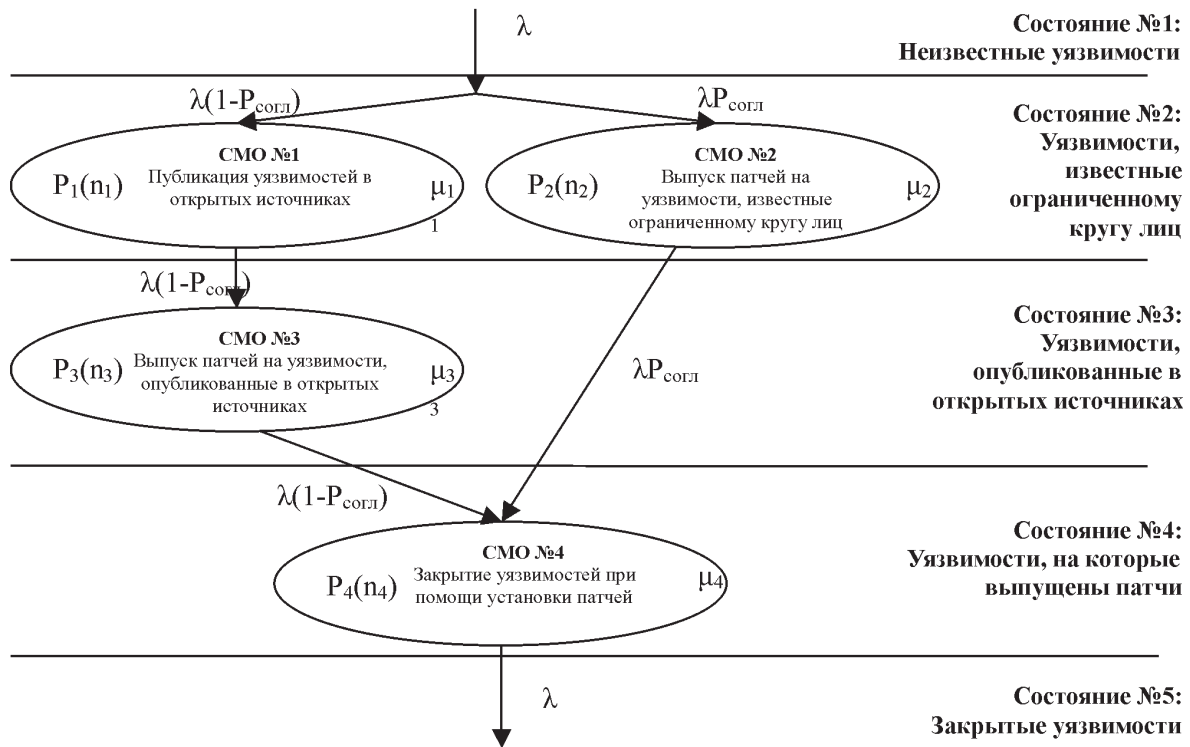 λ
Состояние №1:
Неизвестные уязвимости
λ(1-Pсогл)
λPсогл
Состояние №2:
Уязвимости,
известные
ограниченному
кругу лиц
СМО №1
P1(n1)
Публикация уязвимостей в
открытых источниках
μ1
1
СМО №2
P2(n2)
Выпуск патчей на
уязвимости, известные
ограниченному кругу лиц
μ2
λ(1-Pсогл)
Состояние №3:
Уязвимости,
опубликованные в
открытых источниках
СМО №3
P3(n3)
Выпуск патчей на уязвимости,
опубликованные в открытых
источниках
μ3
3
λPсогл
λ(1-Pсогл)
Состояние №4:
Уязвимости, на которые
выпущены патчи
СМО №4
P4(n4)
Закрытие уязвимостей при
помощи установки патчей
μ4
λ
Состояние №5:
Закрытые уязвимости